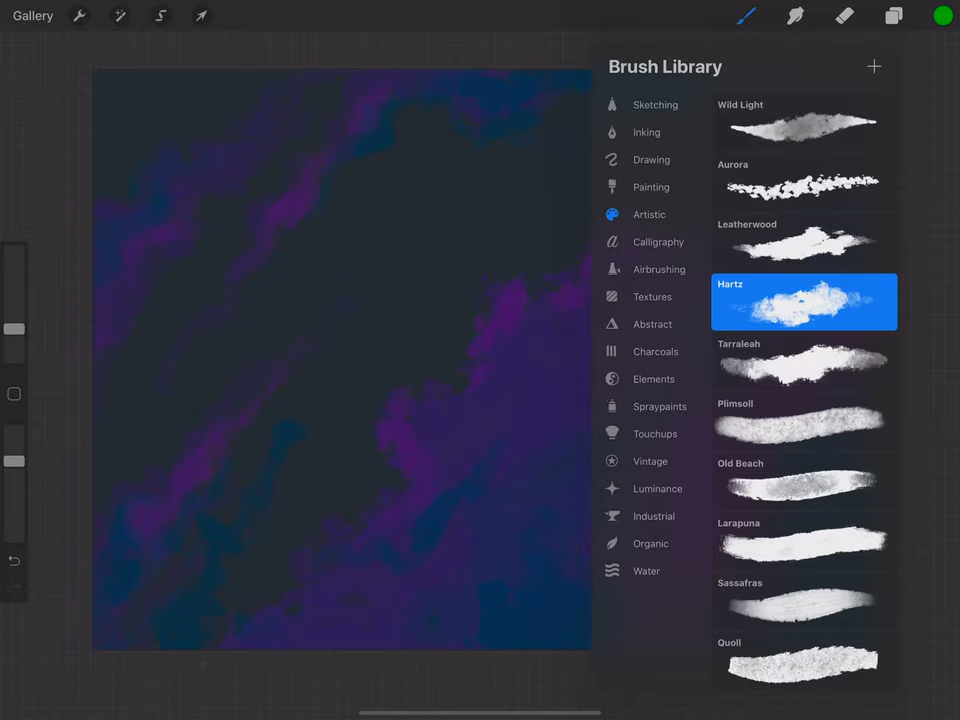 Gallery
Brush Library
Sketching
Inking
Drawing
Painting
Artistic
Calligraphy
Airbrushing
Textures
Abstract
Charcoals
Elements
Spraypaints
Touchups
Vintage
Luminance
Industrial
Organic
Water
Wild Light
Aurora
Leatherwood
Hartz
Tarraleah
Plimsoll
Old Beach
Larapuna
Sassafras
Quoll